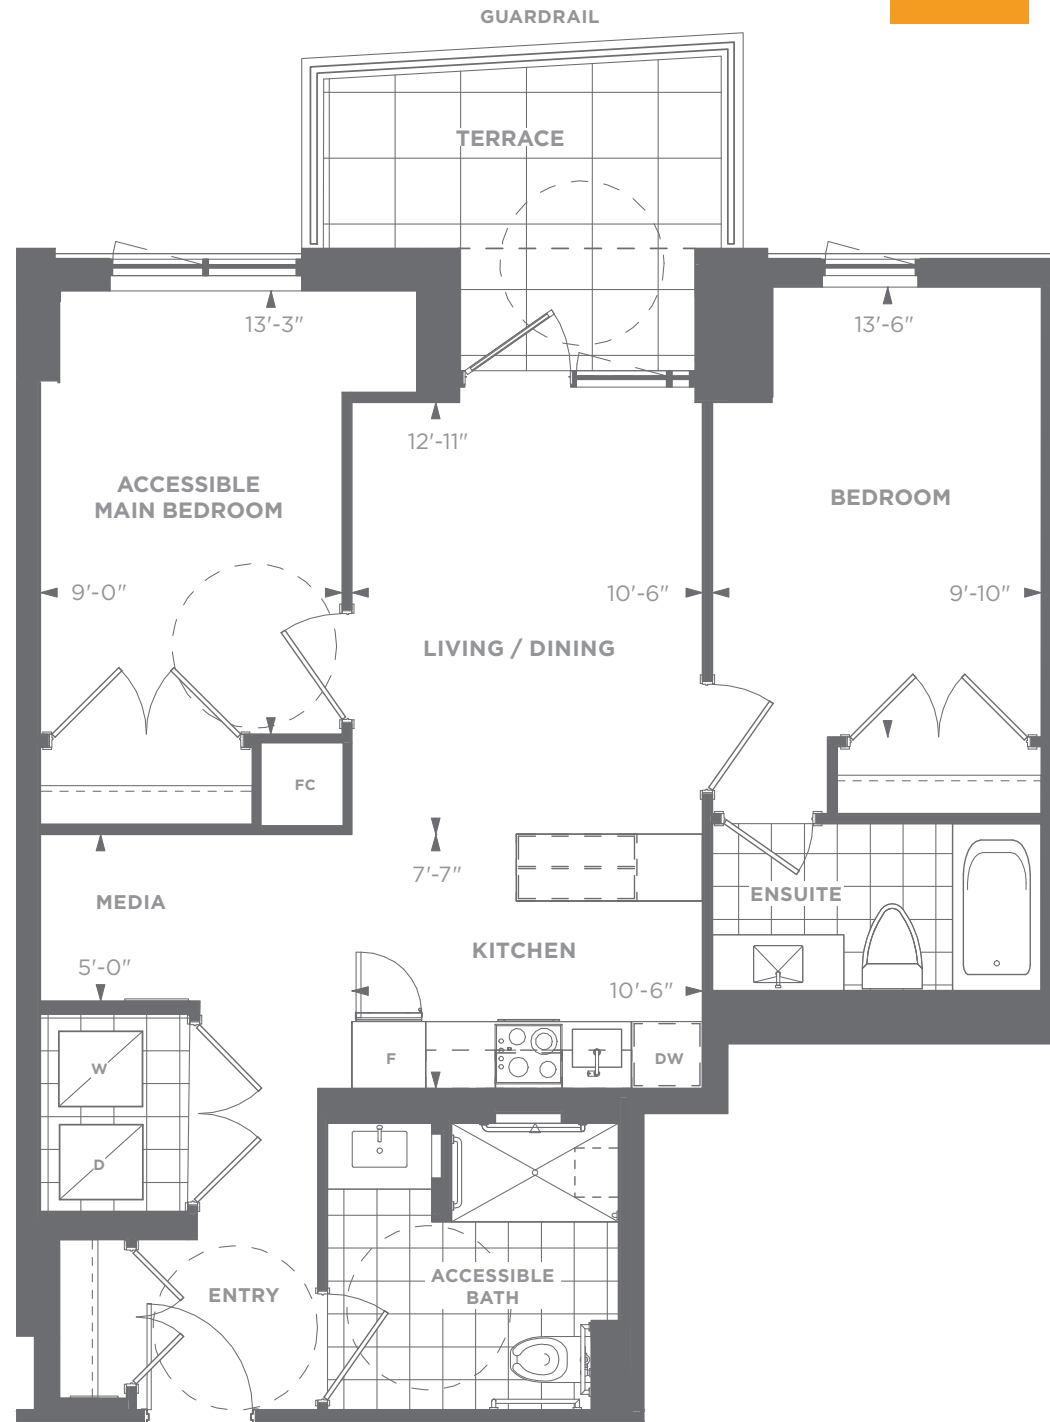 GUARDRAIL
TERRACE
13'-3"
13'-6"
12'-11"
ACCESSIBLE
MAIN BEDROOM
BEDROOM
9'-0"
10'-6"
9'-10"
LIVING / DINING
FC
7'-7"
MEDIA
ENSUITE
KITCHEN
5'-0"
10'-6"
F
DW
W
D
ACCESSIBLE
BATH
ENTRY